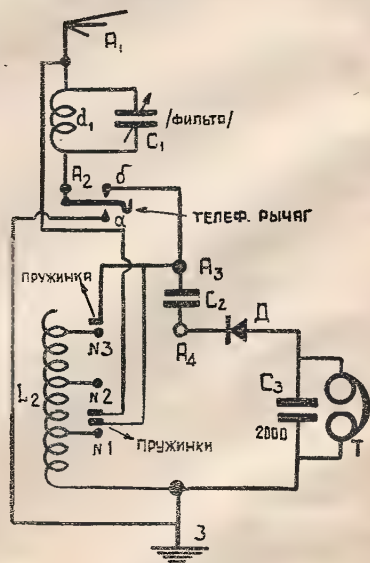 А₁
d₁
C₁
/фильтр/
А₂
б
а
ТЕЛЕФ. РЫЧАГ
ПРУЖИНКА
А₃
C₂
N3
А₄
Д
L₂
N2
C₃
2000
Т
N1
ПРУЖИНКИ
З